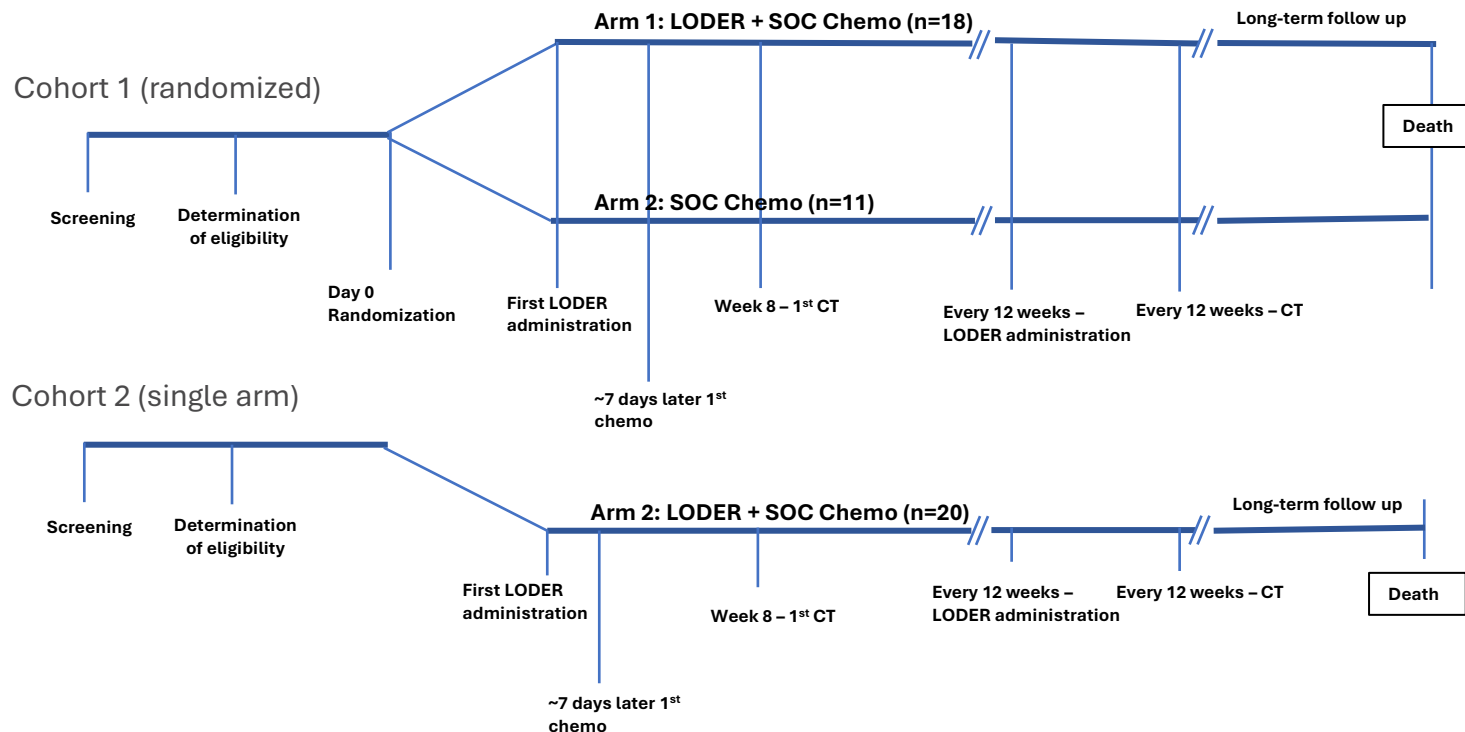 Arm 1: LODER + SOC Chemo (n=18)
Long-term follow up
Cohort 1 (randomized)
Death
Screening
Determination
of eligibility
Arm 2: SOC Chemo (n=11)
Day 0
Randomization
First LODER
administration
Week 8 – 1st CT
Every 12 weeks –
LODER administration
Every 12 weeks – CT
~7 days later 1st
chemo
Cohort 2 (single arm)
Screening
Determination
of eligibility
Arm 2: LODER + SOC Chemo (n=20)
Long-term follow up
First LODER
administration
Week 8 – 1st CT
Every 12 weeks –
LODER administration
Every 12 weeks – CT
Death
~7 days later 1st
chemo